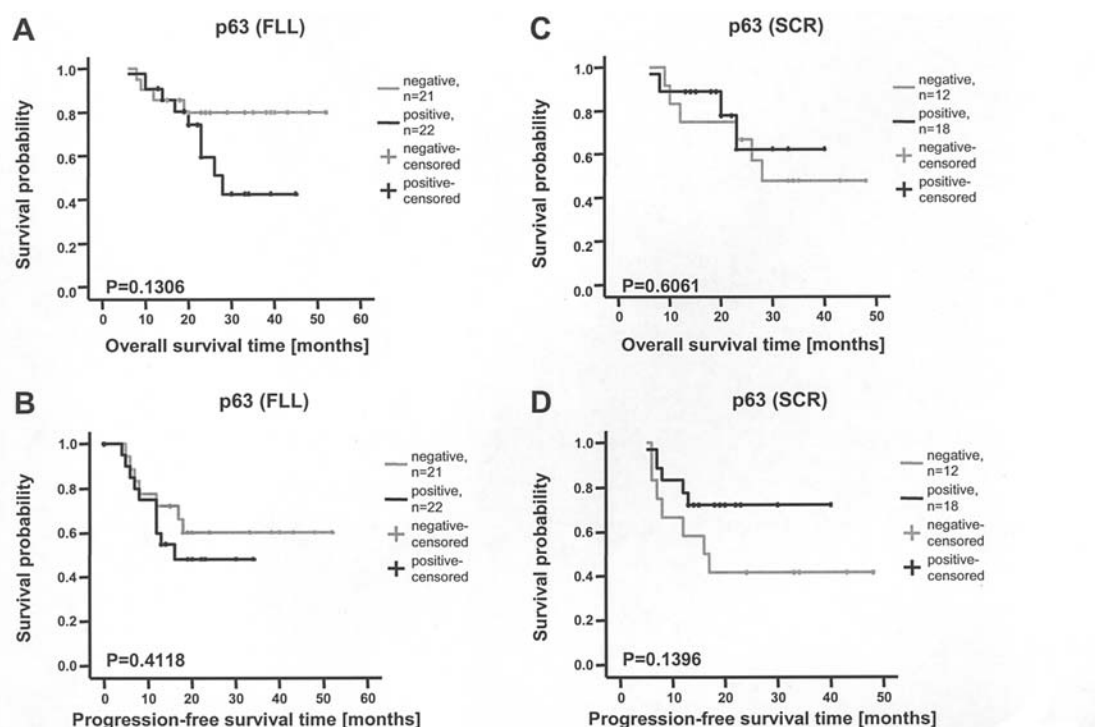 A
p63 (FLL)
Survival probability
1.0
0.8
0.6
0.4
0.2
0.0
P=0.1306
0 10 20 30 40 50 60
Overall survival time [months]
negative,
n=21
positive,
n=22
negative-
censored
positive-
censored
C
p63 (SCR)
Survival probability
1.0
0.8
0.6
0.4
0.2
0.0
P=0.6061
0 10 20 30 40 50
Overall survival time [months]
negative,
n=12
positive,
n=18
negative-
censored
positive-
censored
B
p63 (FLL)
Survival probability
1.0
0.8
0.6
0.4
0.2
0.0
P=0.4118
0 10 20 30 40 50 60
Progression-free survival time [months]
negative,
n=21
positive,
n=22
negative-
censored
positive-
censored
D
p63 (SCR)
Survival probability
1.0
0.8
0.6
0.4
0.2
0.0
P=0.1396
0 10 20 30 40 50
Progression-free survival time [months]
negative,
n=12
positive,
n=18
negative-
censored
positive-
censored